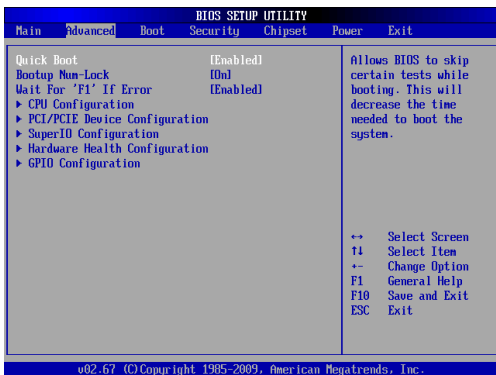 BIOS SETUP UTILITY
Main Advanced Boot Security Chipset Power Exit
Quick Boot [Enabled]
Bootup Num-Lock [On]
Wait For 'F1' If Error [Enabled]
► CPU Configuration
► PCI/PCIE Device Configuration
► SuperIO Configuration
► Hardware Health Configuration
► GPIO Configuration
Allows BIOS to skip
certain tests while
booting. This will
decrease the time
needed to boot the
system.
↔ Select Screen
↑↓ Select Item
+- Change Option
F1 General Help
F10 Save and Exit
ESC Exit
v02.67 (C)Copyright 1985-2009, American Megatrends, Inc.